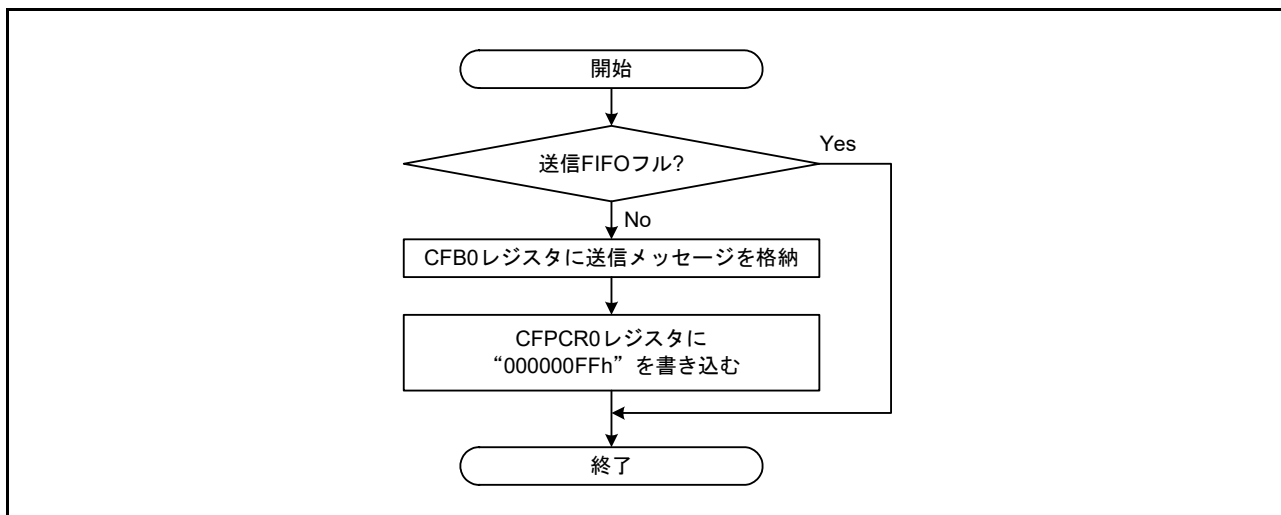 開始
送信FIFOフル?
Yes
No
CFB0レジスタに送信メッセージを格納
CFPCR0レジスタに
“000000FFh”を書き込む
終了